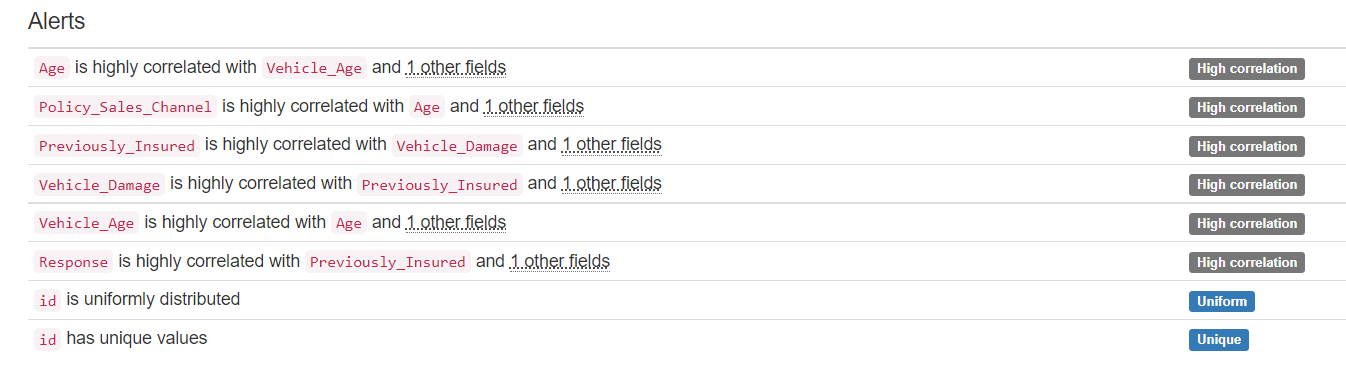 Alerts
Age is highly correlated with Vehicle_Age and 1 other fields High correlation
Policy_Sales_Channel is highly correlated with Age and 1 other fields High correlation
Previously_Insured is highly correlated with Vehicle_Damage and 1 other fields High correlation
Vehicle_Damage is highly correlated with Previously_Insured and 1 other fields High correlation
Vehicle_Age is highly correlated with Age and 1 other fields High correlation
Response is highly correlated with Previously_Insured and 1 other fields High correlation
id is uniformly distributed Uniform
id has unique values Unique